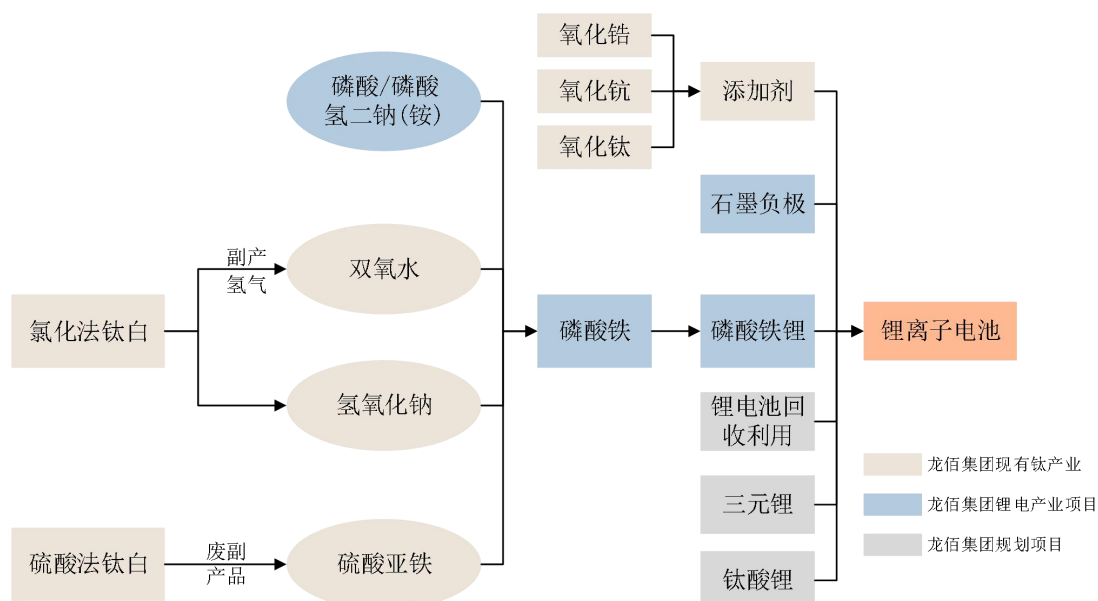 氧化锆
磷酸/磷酸
氢二钠(铵)
氧化钪
添加剂
氧化钛
石墨负极
副产
氢气
双氧水
氯化法钛白
磷酸铁
磷酸铁锂
锂离子电池
氢氧化钠
锂电池回
收利用
龙佰集团现有钛产业
三元锂
龙佰集团锂电产业项目
龙佰集团规划项目
硫酸法钛白
废副
产品
硫酸亚铁
钛酸锂